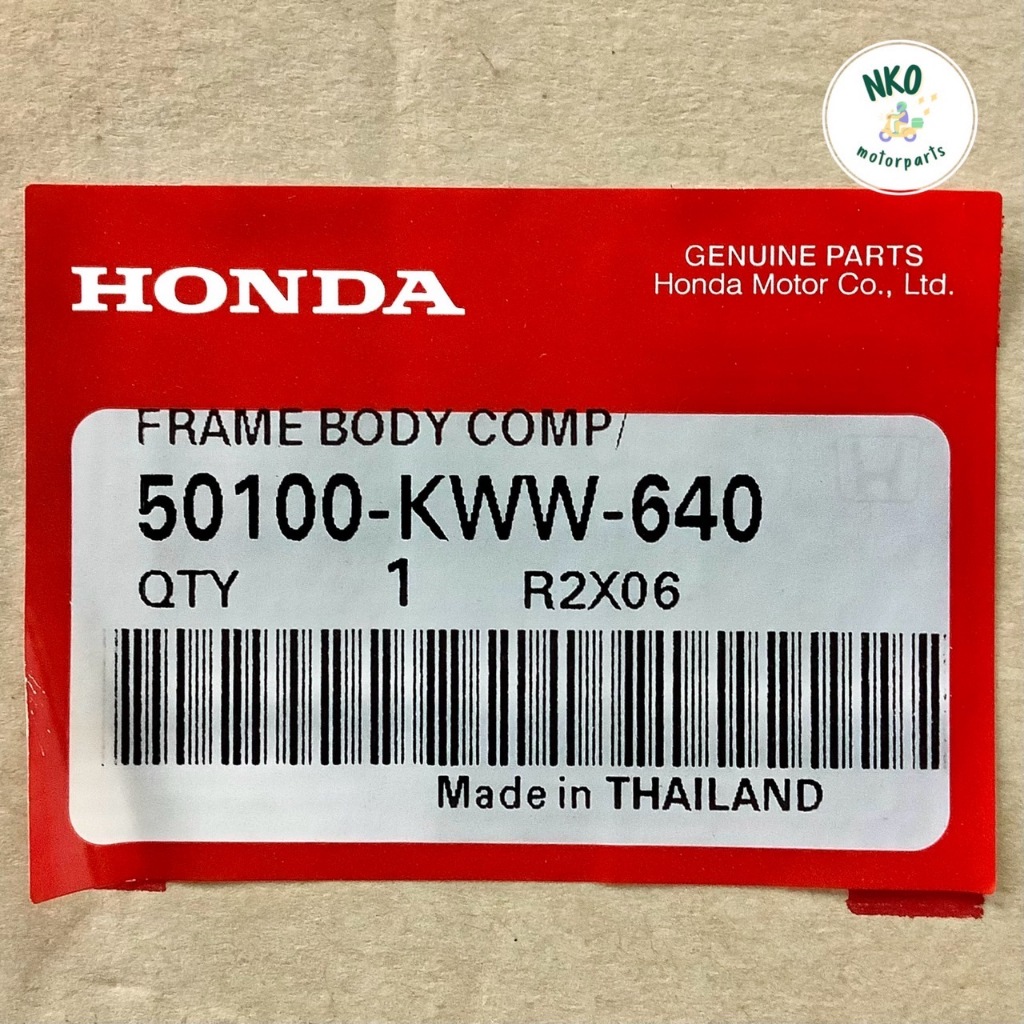 NKO
motorparts
HONDA
GENUINE PARTS
Honda Motor Co., Ltd.
FRAME BODY COMP/
50100-KWW-640
QTY 1 R2X06
Made in THAILAND